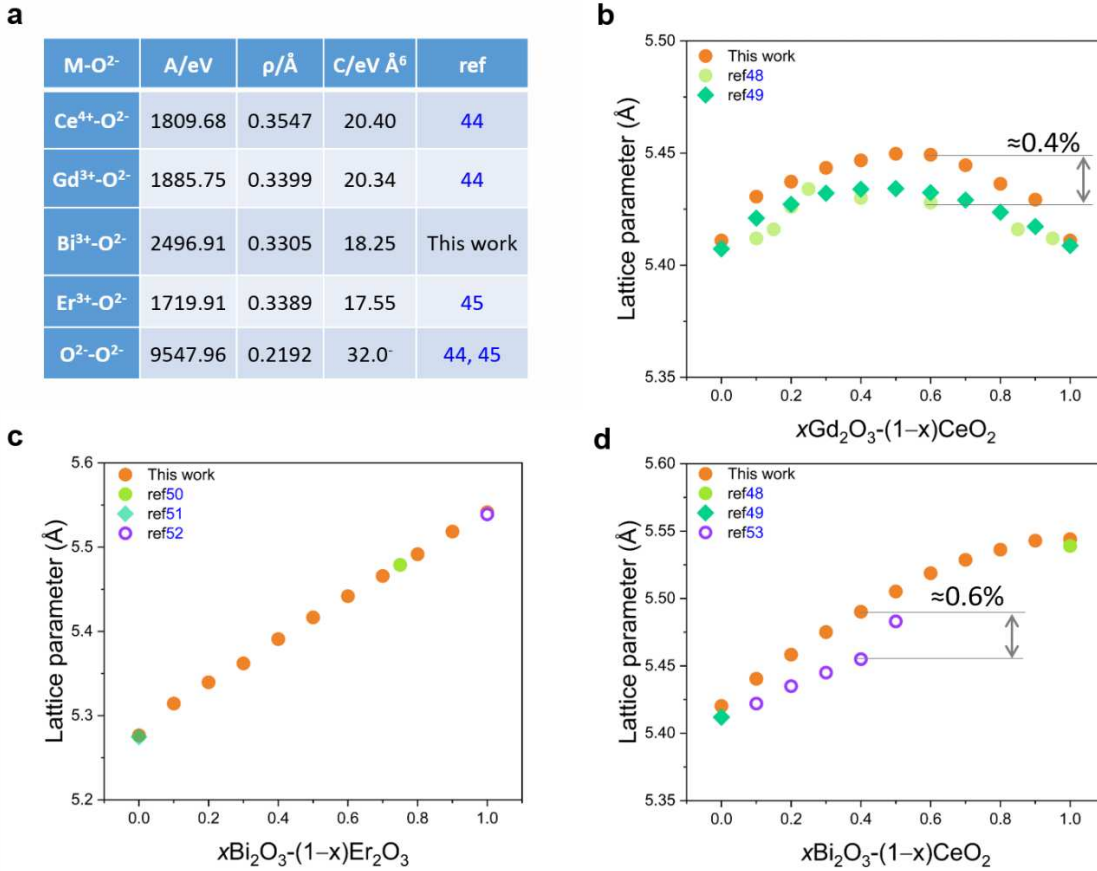 a
M-O²⁻ A/eV ρ/Å C/eV Å⁶ ref
Ce⁴⁺-O²⁻ 1809.68 0.3547 20.40 44
Gd³⁺-O²⁻ 1885.75 0.3399 20.34 44
Bi³⁺-O²⁻ 2496.91 0.3305 18.25 This work
Er³⁺-O²⁻ 1719.91 0.3389 17.55 45
O²⁻-O²⁻ 9547.96 0.2192 32.0⁻ 44, 45
b
Lattice parameter (Å)
5.50
5.45
5.40
5.35
This work
ref48
ref49
≈0.4%
0.0 0.2 0.4 0.6 0.8 1.0
xGd₂O₃-(1−x)CeO₂
c
Lattice parameter (Å)
5.6
5.5
5.4
5.3
5.2
This work
ref50
ref51
ref52
0.0 0.2 0.4 0.6 0.8 1.0
xBi₂O₃-(1−x)Er₂O₃
d
Lattice parameter (Å)
5.60
5.55
5.50
5.45
5.40
5.35
This work
ref48
ref49
ref53
≈0.6%
0.0 0.2 0.4 0.6 0.8 1.0
xBi₂O₃-(1−x)CeO₂